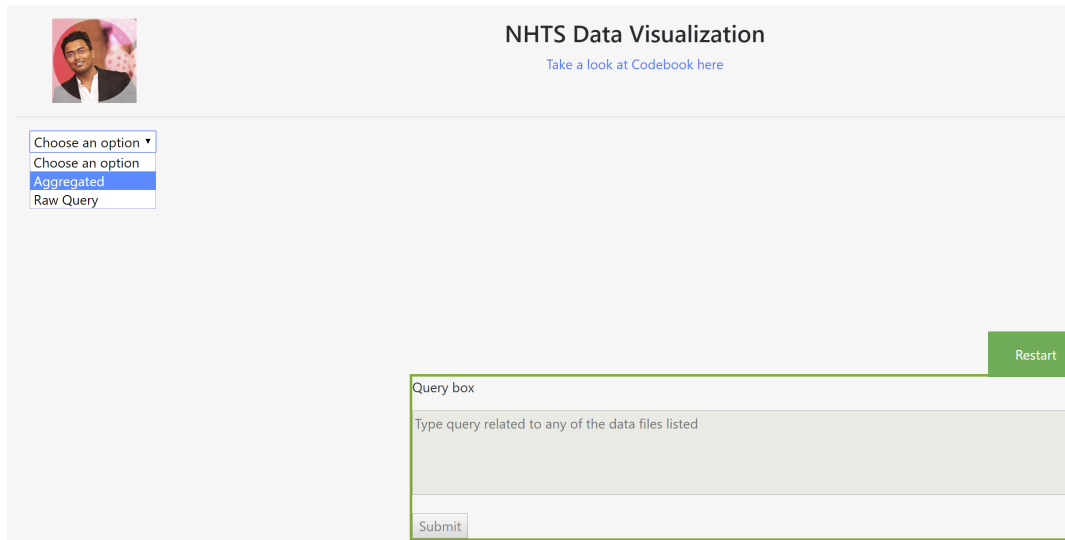 NHTS Data Visualization
Take a look at Codebook here
Choose an option
Choose an option
Aggregated
Raw Query
Restart
Query box
Type query related to any of the data files listed
Submit